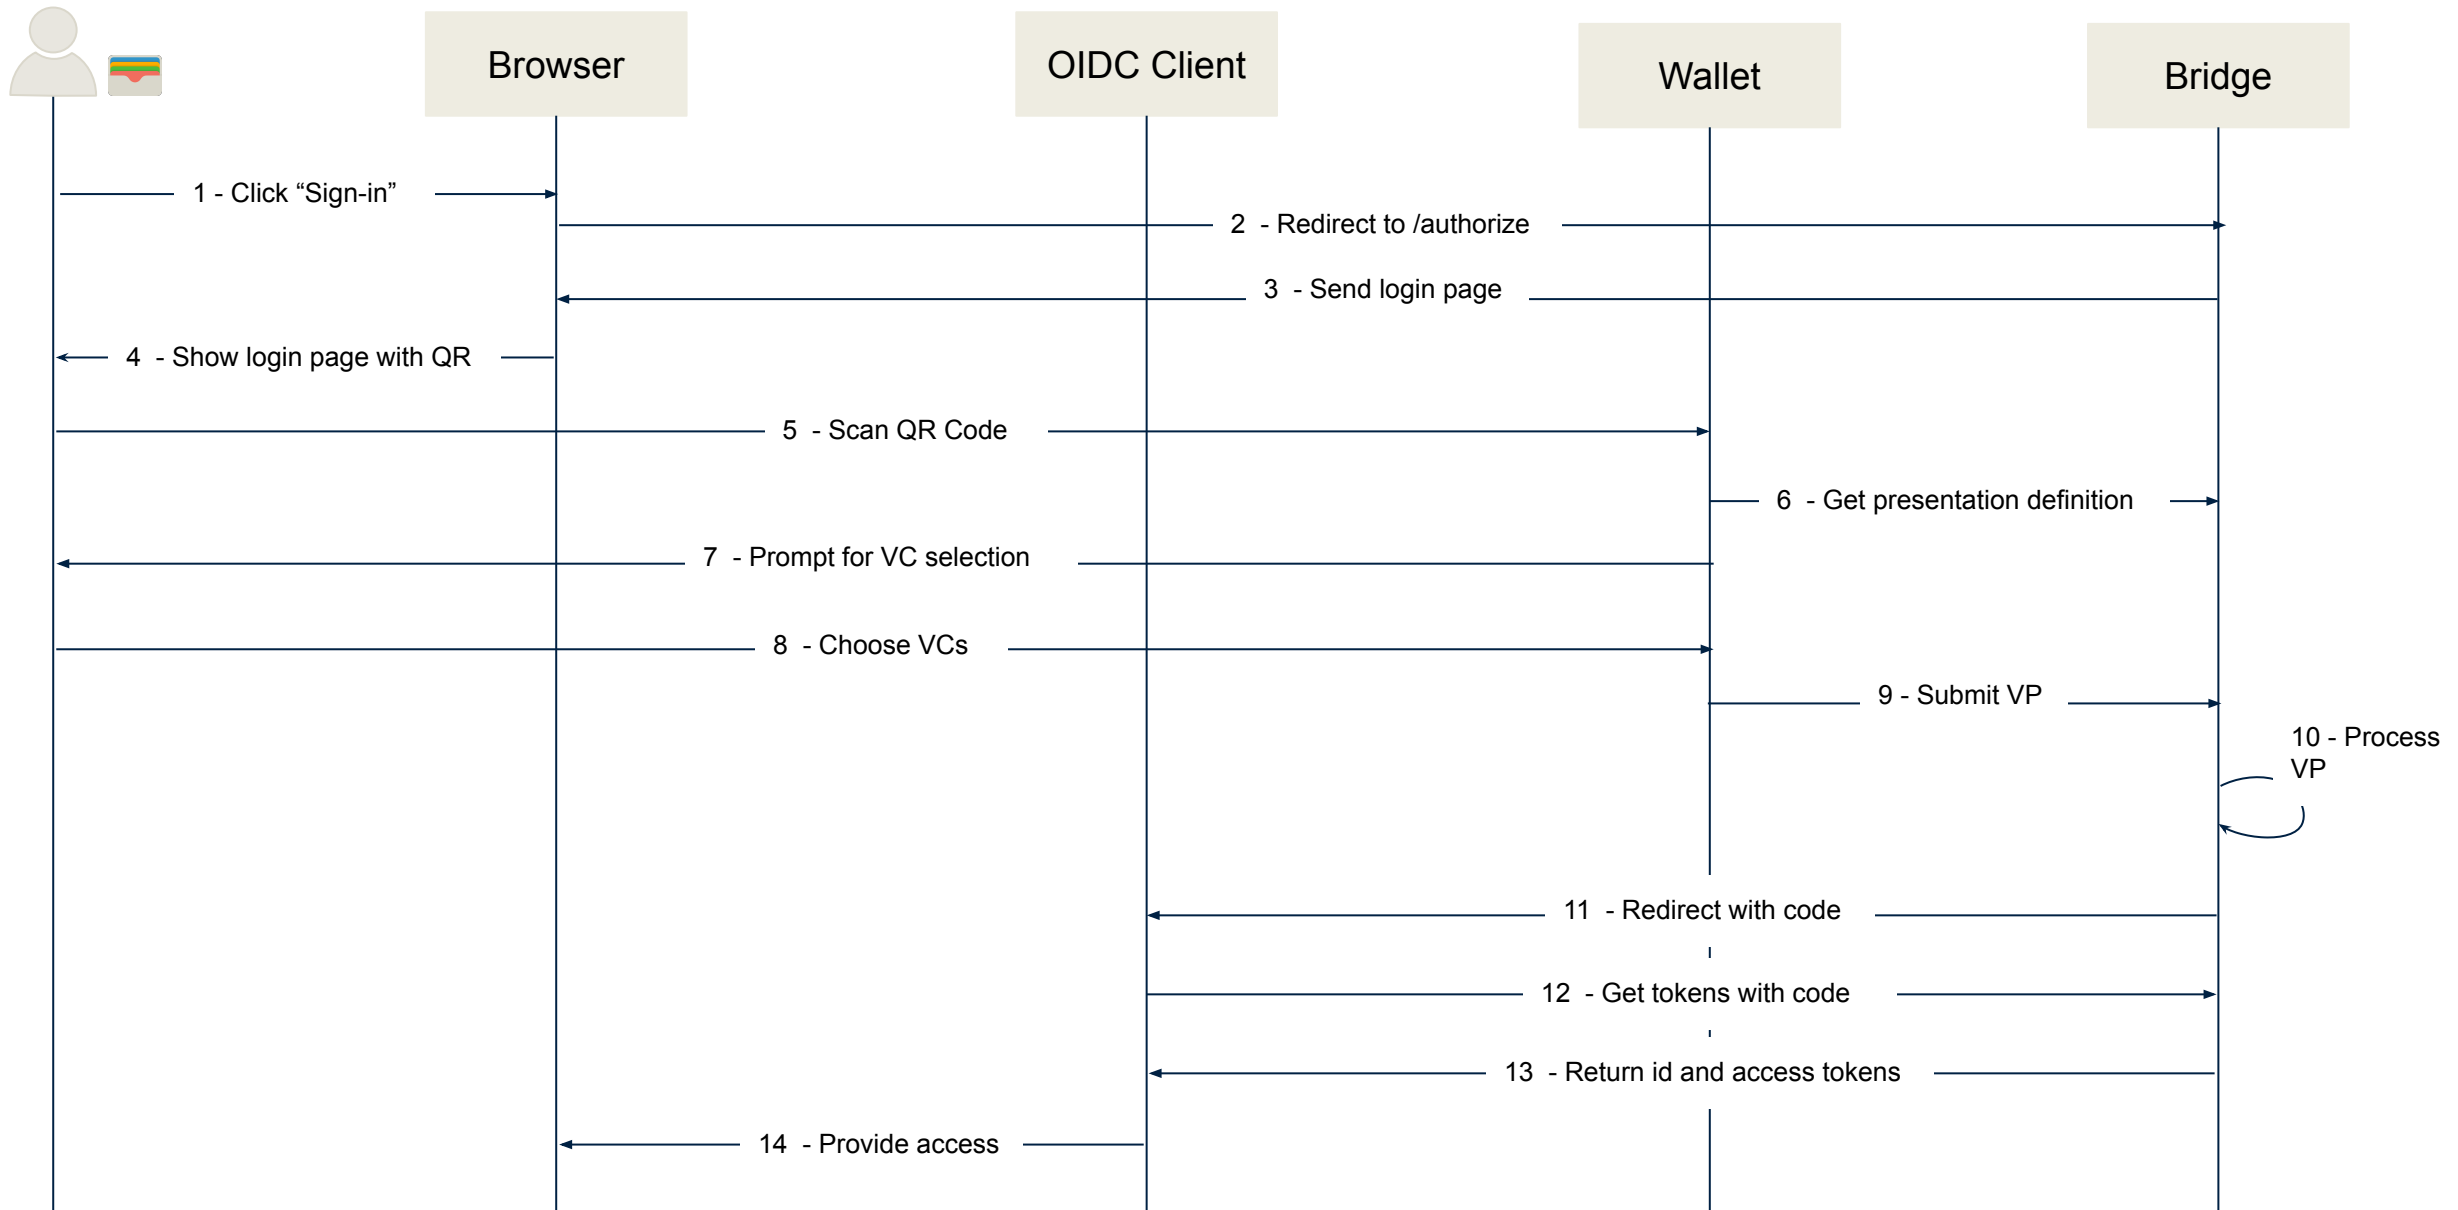 Browser
OIDC Client
Wallet
Bridge
1 - Click “Sign-in”
2 - Redirect to /authorize
3 - Send login page
4 - Show login page with QR
5 - Scan QR Code
6 - Get presentation definition
7 - Prompt for VC selection
8 - Choose VCs
9 - Submit VP
10 - Process
VP
11 - Redirect with code
12 - Get tokens with code
13 - Return id and access tokens
14 - Provide access